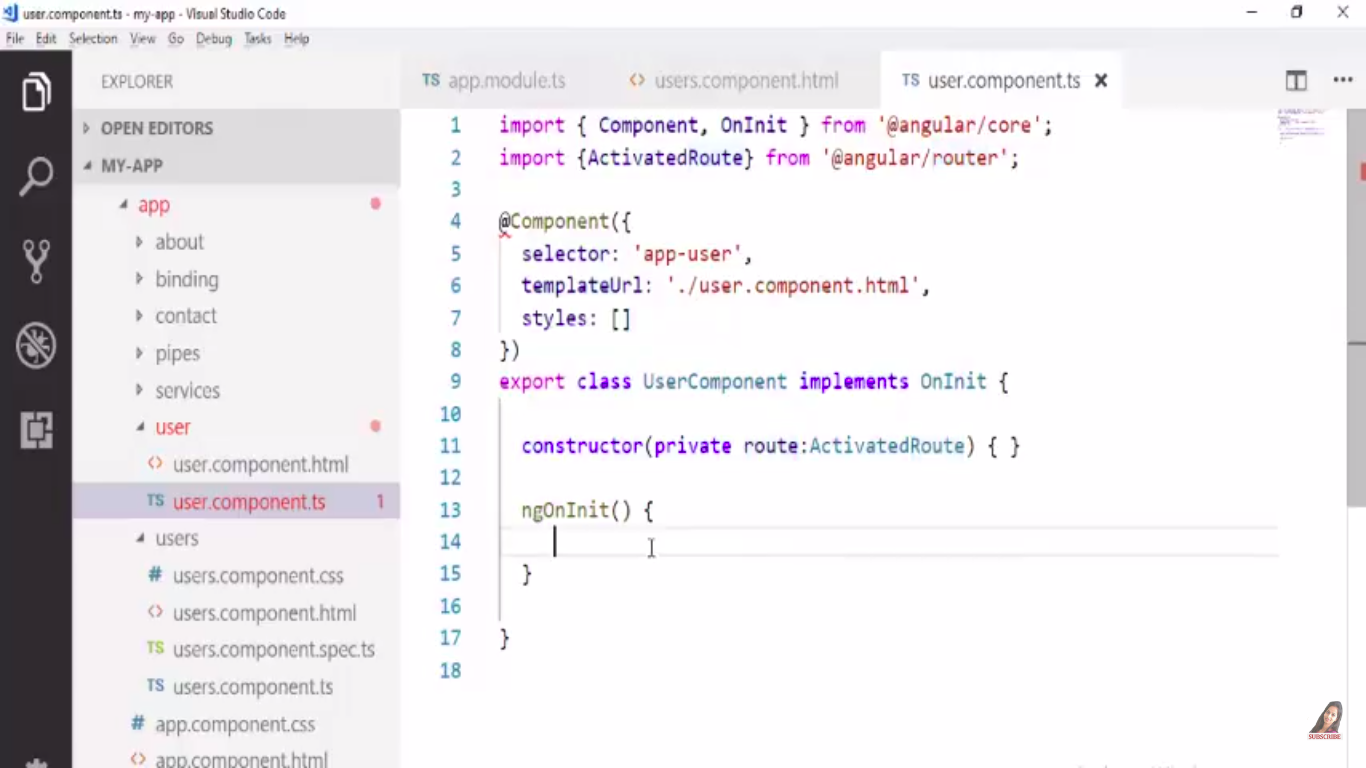 user.component.ts - my-app - Visual Studio Code
File Edit Selection View Go Debug Tasks Help
EXPLORER
OPEN EDITORS
MY-APP
app
about
binding
contact
pipes
services
user
user.component.html
TS user.component.ts 1
users
# users.component.css
<> users.component.html
TS users.component.spec.ts
TS users.component.ts
# app.component.css
<> app.component.html
TS app.module.ts <> users.component.html TS user.component.ts
1 import { Component, OnInit } from '@angular/core';
2 import {ActivatedRoute} from '@angular/router';
3
4 @Component({
5 selector: 'app-user',
6 templateUrl: './user.component.html',
7 styles: []
8 })
9 export class UserComponent implements OnInit {
10
11 constructor(private route:ActivatedRoute) { }
12
13 ngOnInit() {
14
15 }
16
17 }
18
SUBSCRIBE